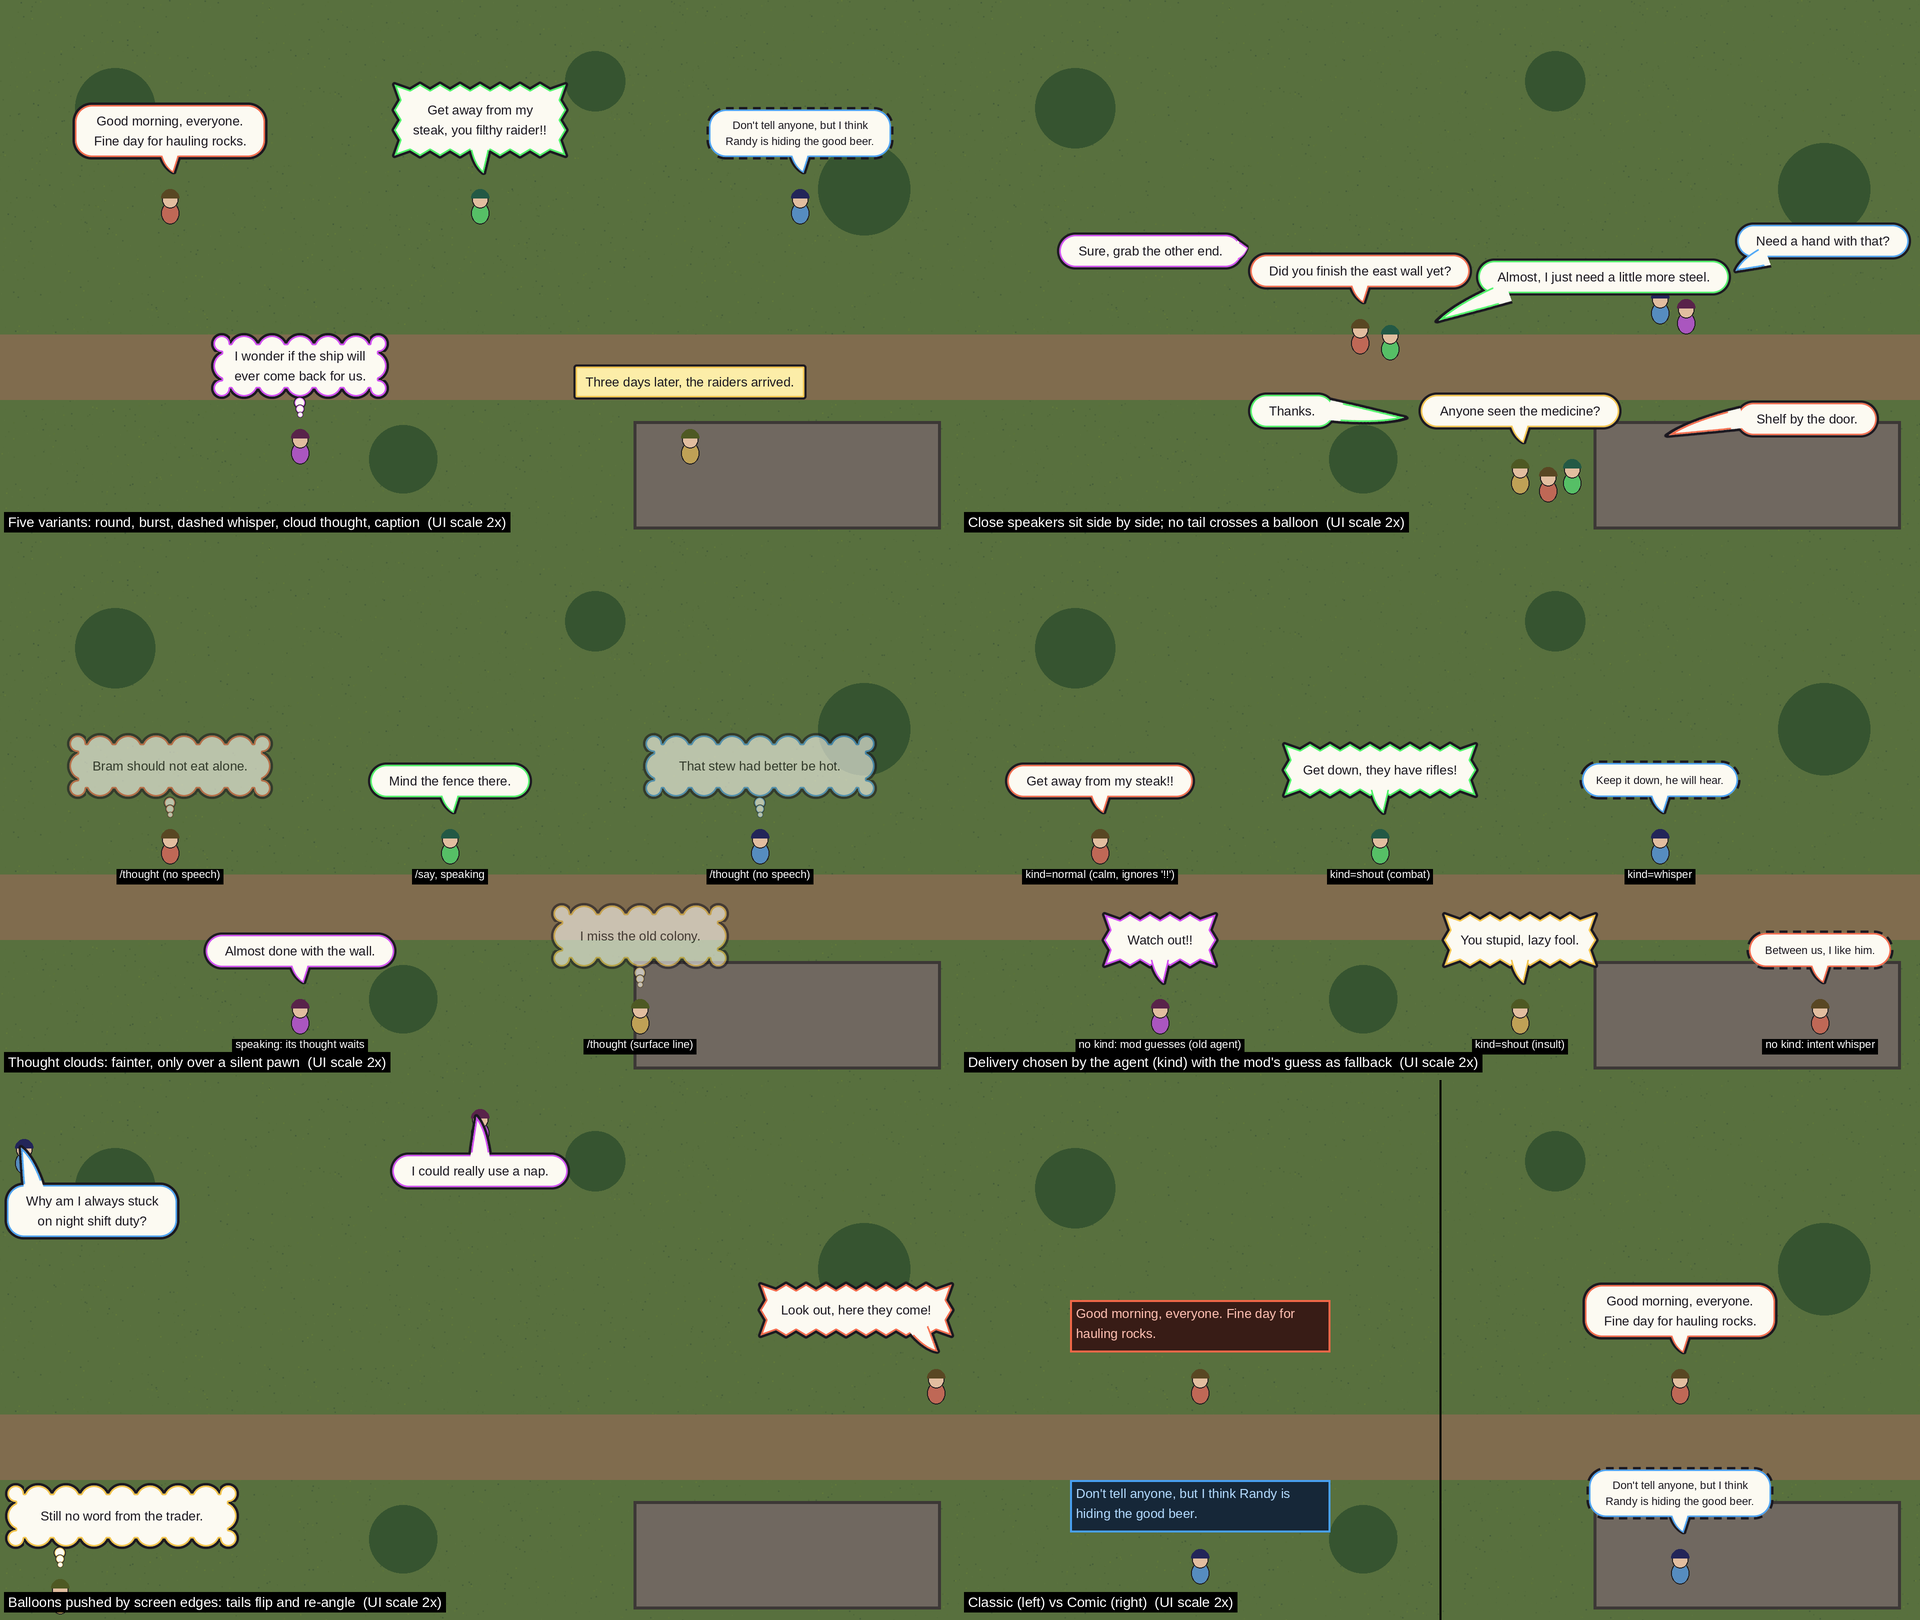 Good morning, everyone.
Fine day for hauling rocks.
Get away from my
steak, you filthy raider!!
Don't tell anyone, but I think
Randy is hiding the good beer.
I wonder if the ship will
ever come back for us.
Three days later, the raiders arrived.
Five variants: round, burst, dashed whisper, cloud thought, caption  (UI scale 2x)
Sure, grab the other end.
Did you finish the east wall yet?
Almost, I just need a little more steel.
Need a hand with that?
Thanks.
Anyone seen the medicine?
Shelf by the door.
Close speakers sit side by side; no tail crosses a balloon  (UI scale 2x)
Bram should not eat alone.
Mind the fence there.
That stew had better be hot.
/thought (no speech)
/say, speaking
/thought (no speech)
Almost done with the wall.
I miss the old colony.
speaking: its thought waits
/thought (surface line)
Thought clouds: fainter, only over a silent pawn  (UI scale 2x)
Get away from my steak!!
Get down, they have rifles!
Keep it down, he will hear.
kind=normal (calm, ignores '!!')
kind=shout (combat)
kind=whisper
Watch out!!
You stupid, lazy fool.
Between us, I like him.
no kind: mod guesses (old agent)
kind=shout (insult)
no kind: intent whisper
Delivery chosen by the agent (kind) with the mod's guess as fallback  (UI scale 2x)
Why am I always stuck
on night shift duty?
I could really use a nap.
Look out, here they come!
Still no word from the trader.
Balloons pushed by screen edges: tails flip and re-angle  (UI scale 2x)
Good morning, everyone. Fine day for
hauling rocks.
Good morning, everyone.
Fine day for hauling rocks.
Don't tell anyone, but I think Randy is
hiding the good beer.
Don't tell anyone, but I think
Randy is hiding the good beer.
Classic (left) vs Comic (right)  (UI scale 2x)